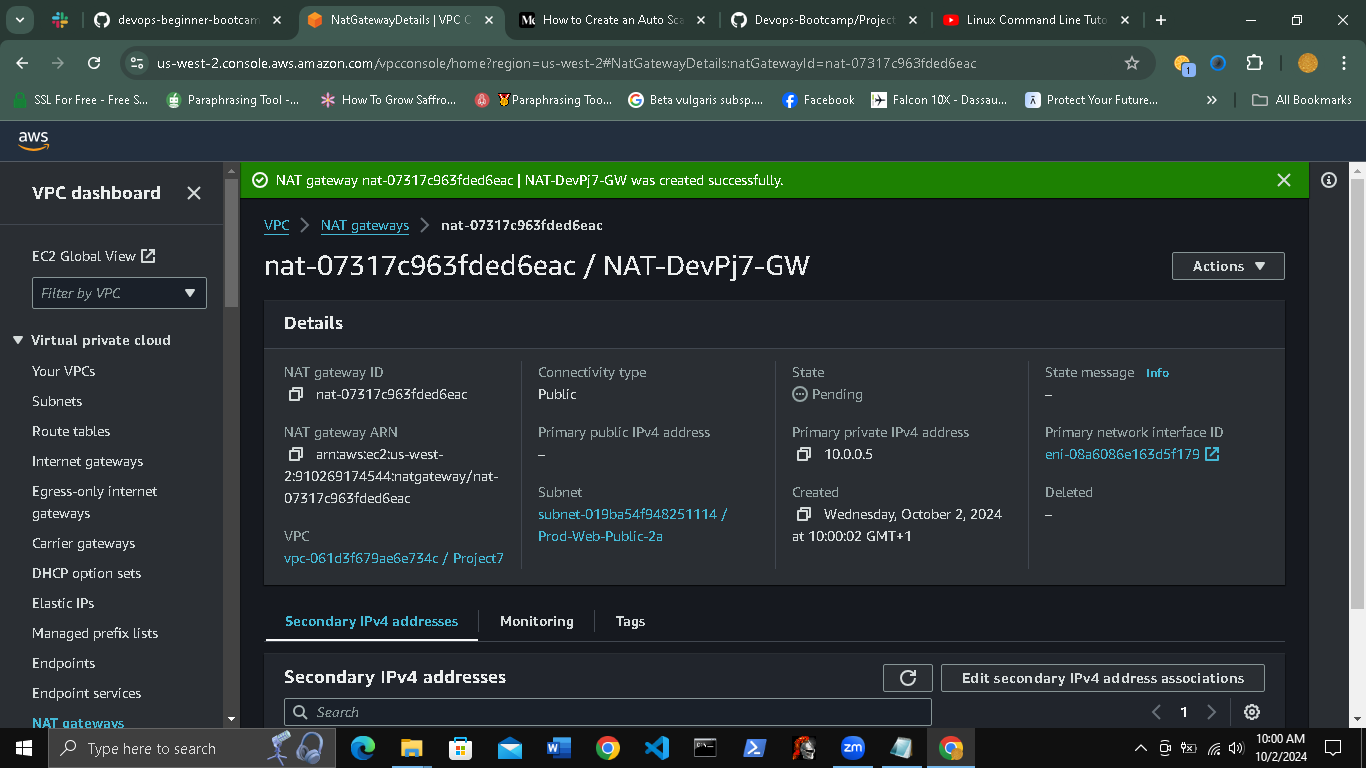 devops-beginner-bootcam
NatGatewayDetails | VPC C
How to Create an Auto Sca
Devops-Bootcamp/Project
Linux Command Line Tuto
us-west-2.console.aws.amazon.com/vpcconsole/home?region=us-west-2#NatGatewayDetails:natGatewayId=nat-07317c963fded6eac
1
SSL For Free - Free S...
Paraphrasing Tool -...
How To Grow Saffro...
Paraphrasing Too...
Beta vulgaris subsp....
Facebook
Falcon 10X - Dassau...
Protect Your Future...
All Bookmarks
aws
VPC dashboard
EC2 Global View
Filter by VPC
Virtual private cloud
Your VPCs
Subnets
Route tables
Internet gateways
Egress-only internet
gateways
Carrier gateways
DHCP option sets
Elastic IPs
Managed prefix lists
Endpoints
Endpoint services
NAT gateways
NAT gateway nat-07317c963fded6eac | NAT-DevPj7-GW was created successfully.
VPC
NAT gateways
nat-07317c963fded6eac
nat-07317c963fded6eac / NAT-DevPj7-GW
Actions
Details
NAT gateway ID
nat-07317c963fded6eac
NAT gateway ARN
arn:aws:ec2:us-west-
2:910269174544:natgateway/nat-
07317c963fded6eac
VPC
vpc-061d3f679ae6e734c / Project7
Connectivity type
Public
Primary public IPv4 address
–
Subnet
subnet-019ba54f948251114 /
Prod-Web-Public-2a
State
Pending
Primary private IPv4 address
10.0.0.5
Created
Wednesday, October 2, 2024
at 10:00:02 GMT+1
State message Info
–
Primary network interface ID
eni-08a6086e163d5f179
Deleted
–
Secondary IPv4 addresses
Monitoring
Tags
Secondary IPv4 addresses
Edit secondary IPv4 address associations
Search
1
Type here to search
zm
10:00 AM
10/2/2024